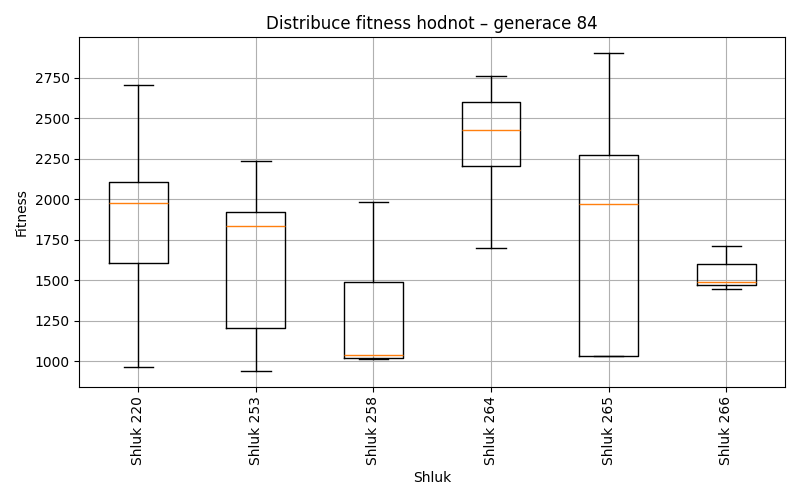 Distribuce fitness hodnot – generace 84
Fitness
2750
2500
2250
2000
1750
1500
1250
1000
Shluk 220
Shluk 253
Shluk 258
Shluk 264
Shluk 265
Shluk 266
Shluk